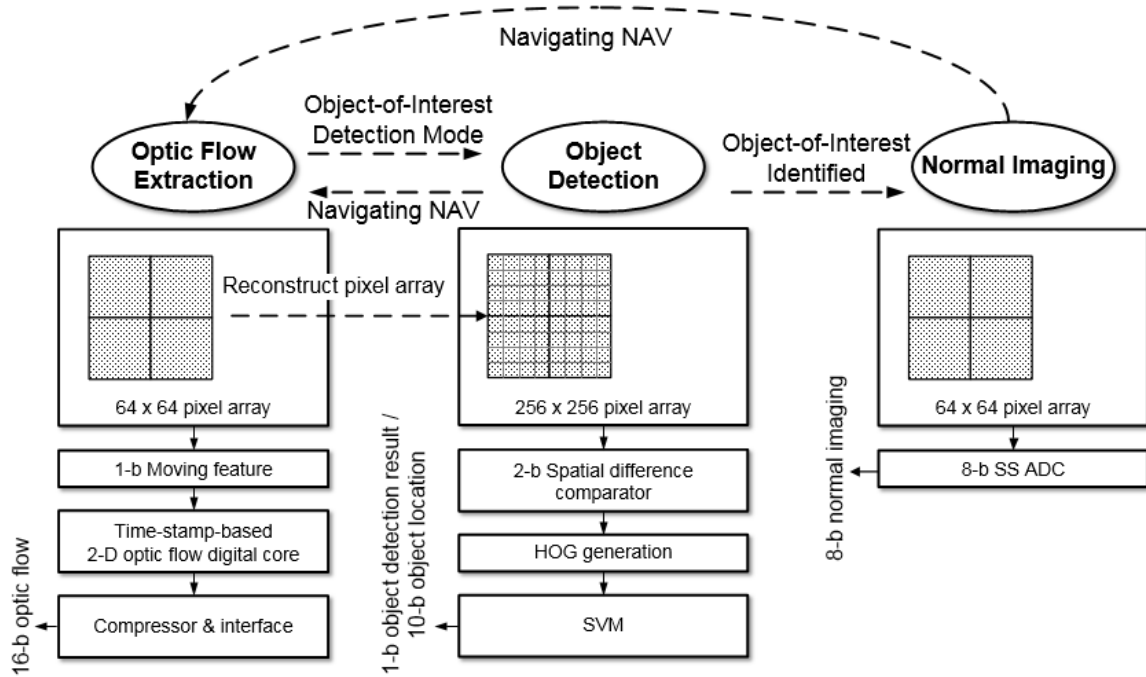 Navigating NAV
Object-of-Interest
Detection Mode
Optic Flow
Extraction
Object
Detection
Object-of-Interest
Identified
Normal Imaging
Navigating NAV
Reconstruct pixel array
64 x 64 pixel array
256 x 256 pixel array
64 x 64 pixel array
1-b Moving feature
Time-stamp-based
2-D optic flow digital core
Compressor & interface
16-b optic flow
2-b Spatial difference
comparator
HOG generation
SVM
1-b object detection result /
10-b object location
8-b SS ADC
8-b normal imaging